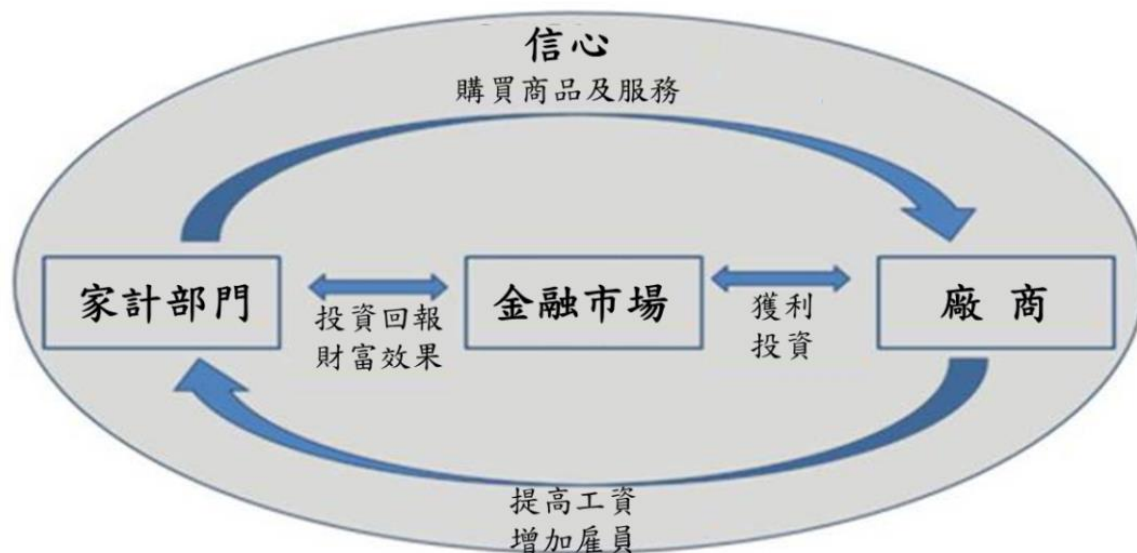 信心
購買商品及服務
家計部門
投資回報
財富效果
金融市場
獲利
投資
廠 商
提高工資
增加雇員